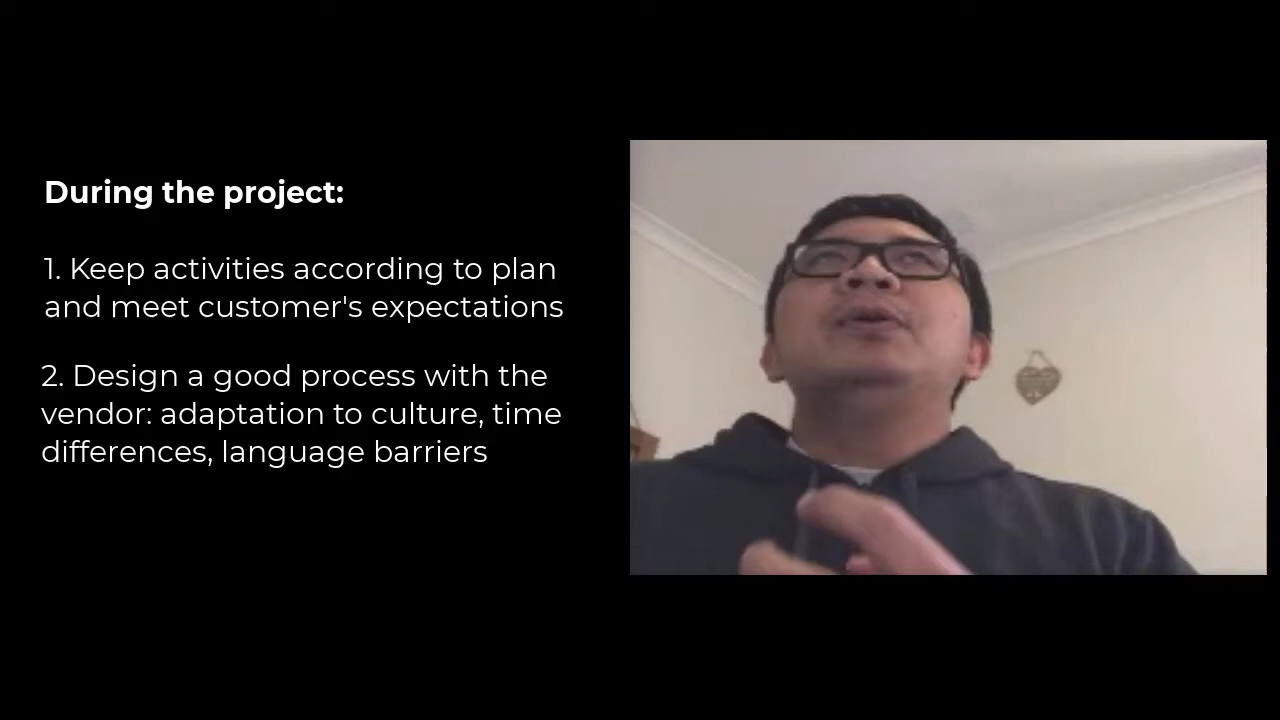 During the project:
1. Keep activities according to plan
and meet customer's expectations
2. Design a good process with the
vendor: adaptation to culture, time
differences, language barriers